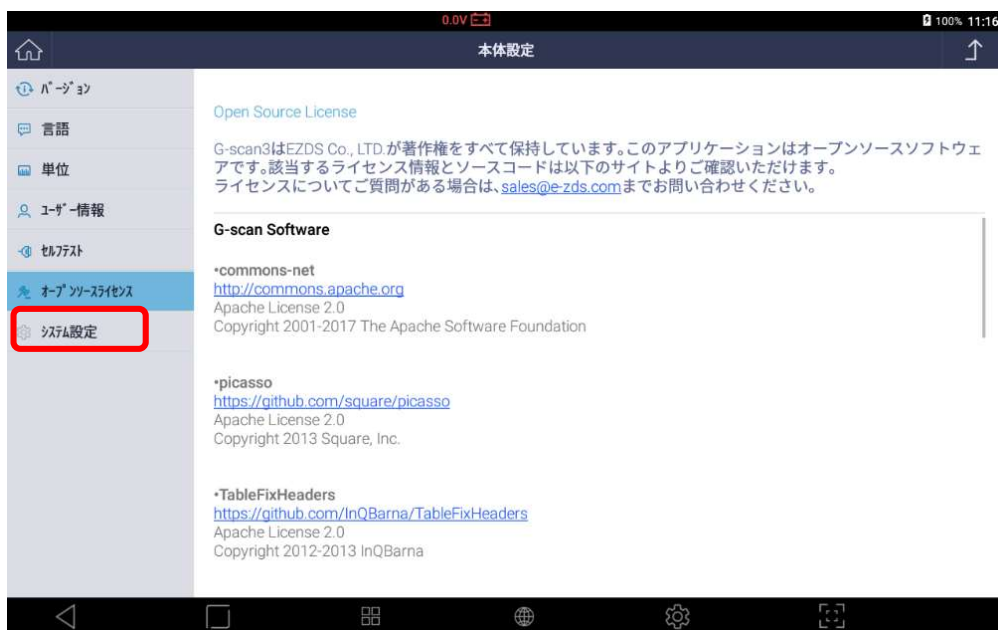 0.0V
100% 11:16
本体設定
ﾊﾞｰｼﾞｮﾝ
言語
単位
ﾕｰｻﾞｰ情報
ｾﾙﾌﾃｽﾄ
ｵｰﾌﾟﾝｿｰｽﾗｲｾﾝｽ
ｼｽﾃﾑ設定
Open Source License
G-scan3はEZDS Co., LTD.が著作権をすべて保持しています。このアプリケーションはオープンソースソフトウェ
アです。該当するライセンス情報とソースコードは以下のサイトよりご確認いただけます。
ライセンスについてご質問がある場合は、sales@e-zds.comまでお問い合わせください。
G-scan Software
•commons-net
http://commons.apache.org
Apache License 2.0
Copyright 2001-2017 The Apache Software Foundation
•picasso
https://github.com/square/picasso
Apache License 2.0
Copyright 2013 Square, Inc.
•TableFixHeaders
https://github.com/InQBarna/TableFixHeaders
Apache License 2.0
Copyright 2012-2013 InQBarna